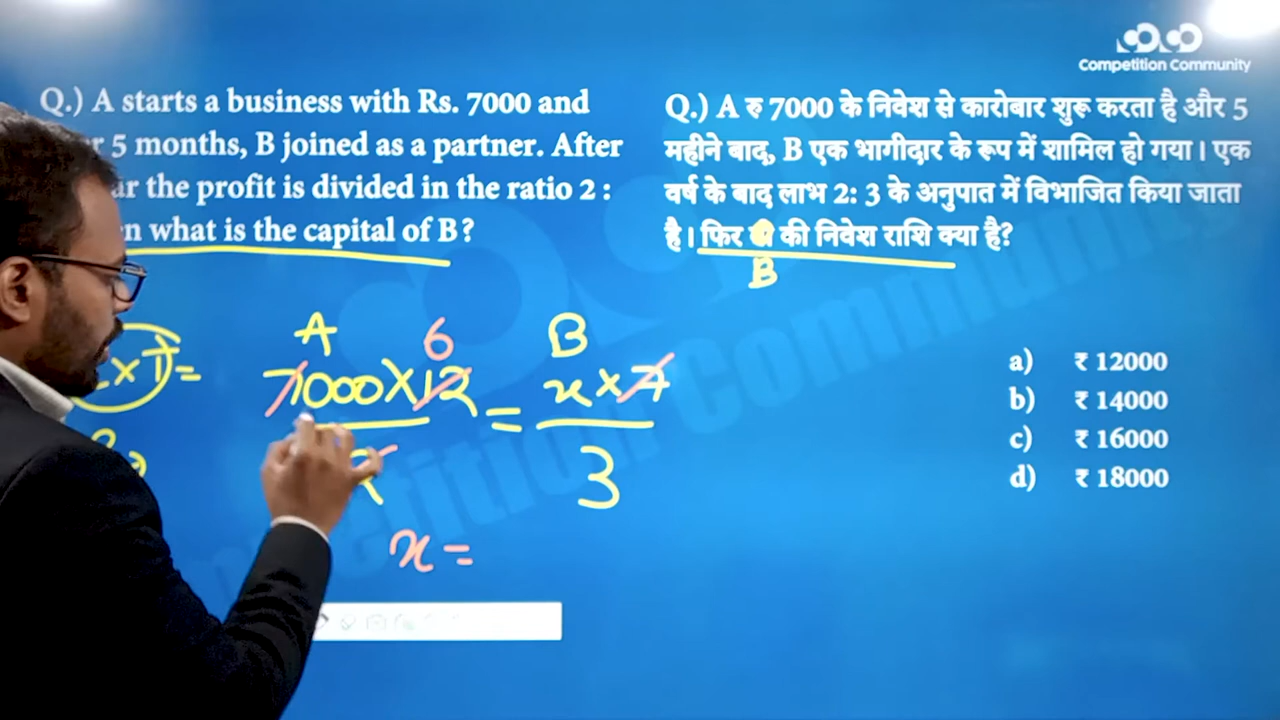 Competition Community
Q.) A starts a business with Rs. 7000 and
5 months, B joined as a partner. After
the profit is divided in the ratio 2 :
what is the capital of B?
Q.) A रु 7000 के निवेश से कारोबार शुरू करता है और 5
महीने बाद, B एक भागीदार के रूप में शामिल हो गया। एक
वर्ष के बाद लाभ 2: 3 के अनुपात में विभाजित किया जाता
है। फिर की निवेश राशि क्या है?
B
A 6 B
×T= 7000×12 = x×7
2 3
x =
a) ₹ 12000
b) ₹ 14000
c) ₹ 16000
d) ₹ 18000